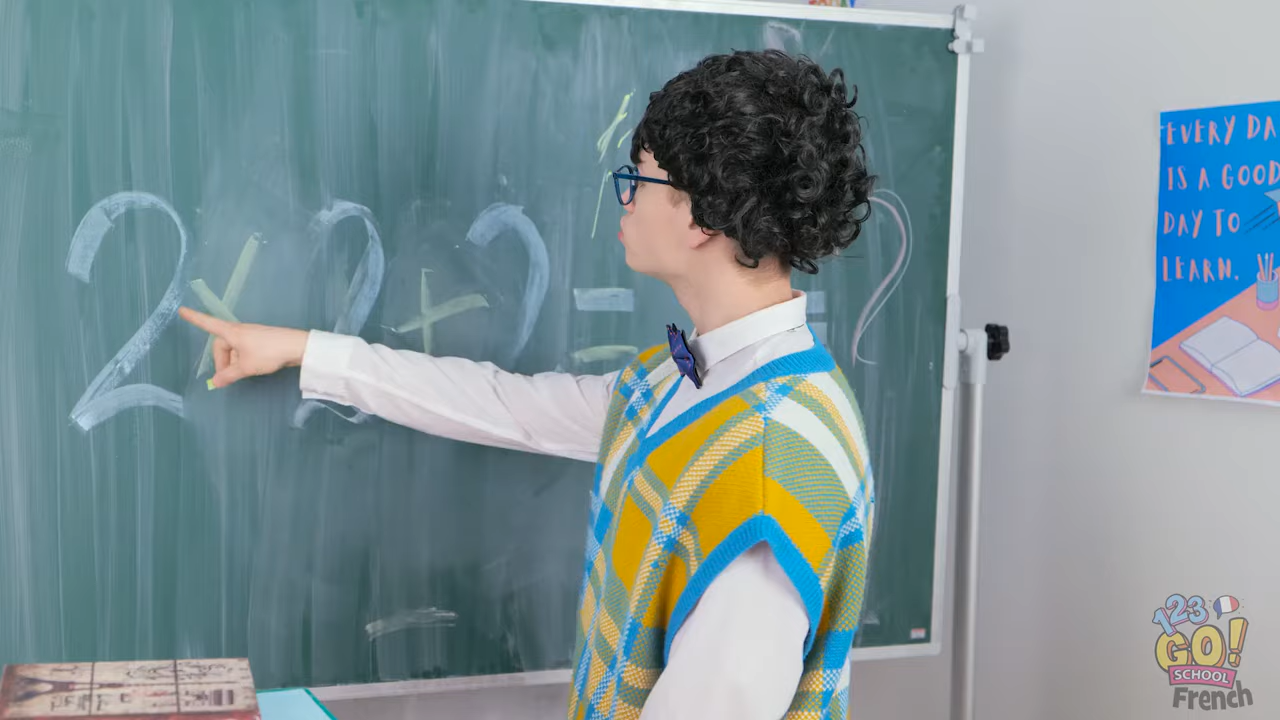 2 × 2 + 2 = ?
EVERY DA
IS A GOOD
DAY TO
LEARN.
123
GO!
SCHOOL
French